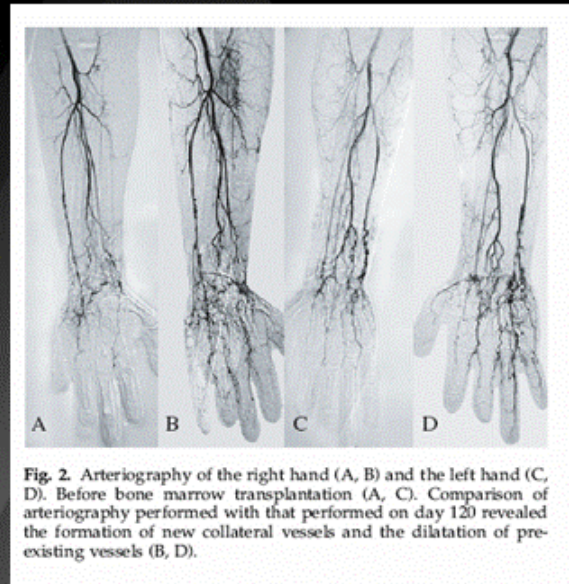 A B C D
Fig. 2. Arteriography of the right hand (A, B) and the left hand (C,
D). Before bone marrow transplantation (A, C). Comparison of
arteriography performed with that performed on day 120 revealed
the formation of new collateral vessels and the dilatation of pre-
existing vessels (B, D).